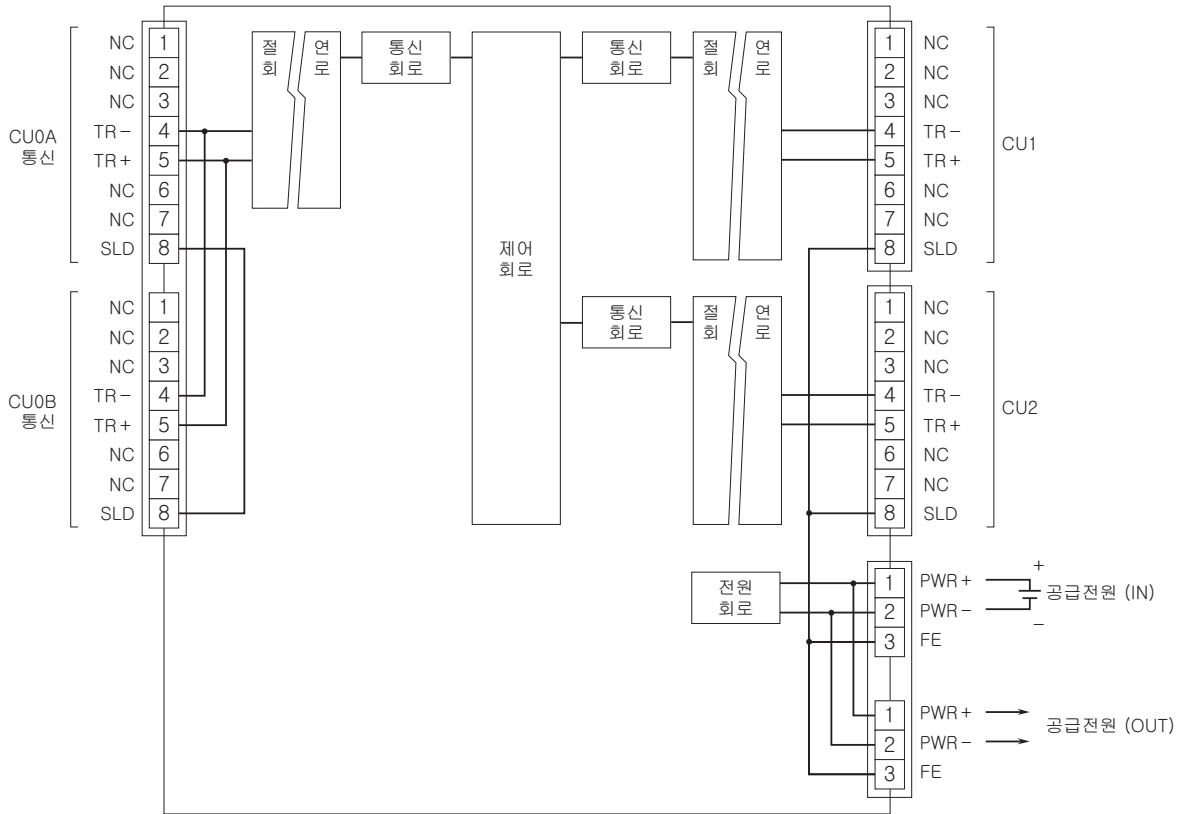 CU0A
통신
NC 1
NC 2
NC 3
TR- 4
TR+ 5
NC 6
NC 7
SLD 8
CU0B
통신
NC 1
NC 2
NC 3
TR- 4
TR+ 5
NC 6
NC 7
SLD 8
절 연
회 로
통신
회로
제어
회로
통신
회로
절 연
회 로
통신
회로
절 연
회 로
전원
회로
1 NC
2 NC
3 NC
4 TR-
5 TR+
6 NC
7 NC
8 SLD
CU1
1 NC
2 NC
3 NC
4 TR-
5 TR+
6 NC
7 NC
8 SLD
CU2
1 PWR+
2 PWR-
3 FE
+
공급전원 (IN)
-
1 PWR+
2 PWR-
3 FE
공급전원 (OUT)